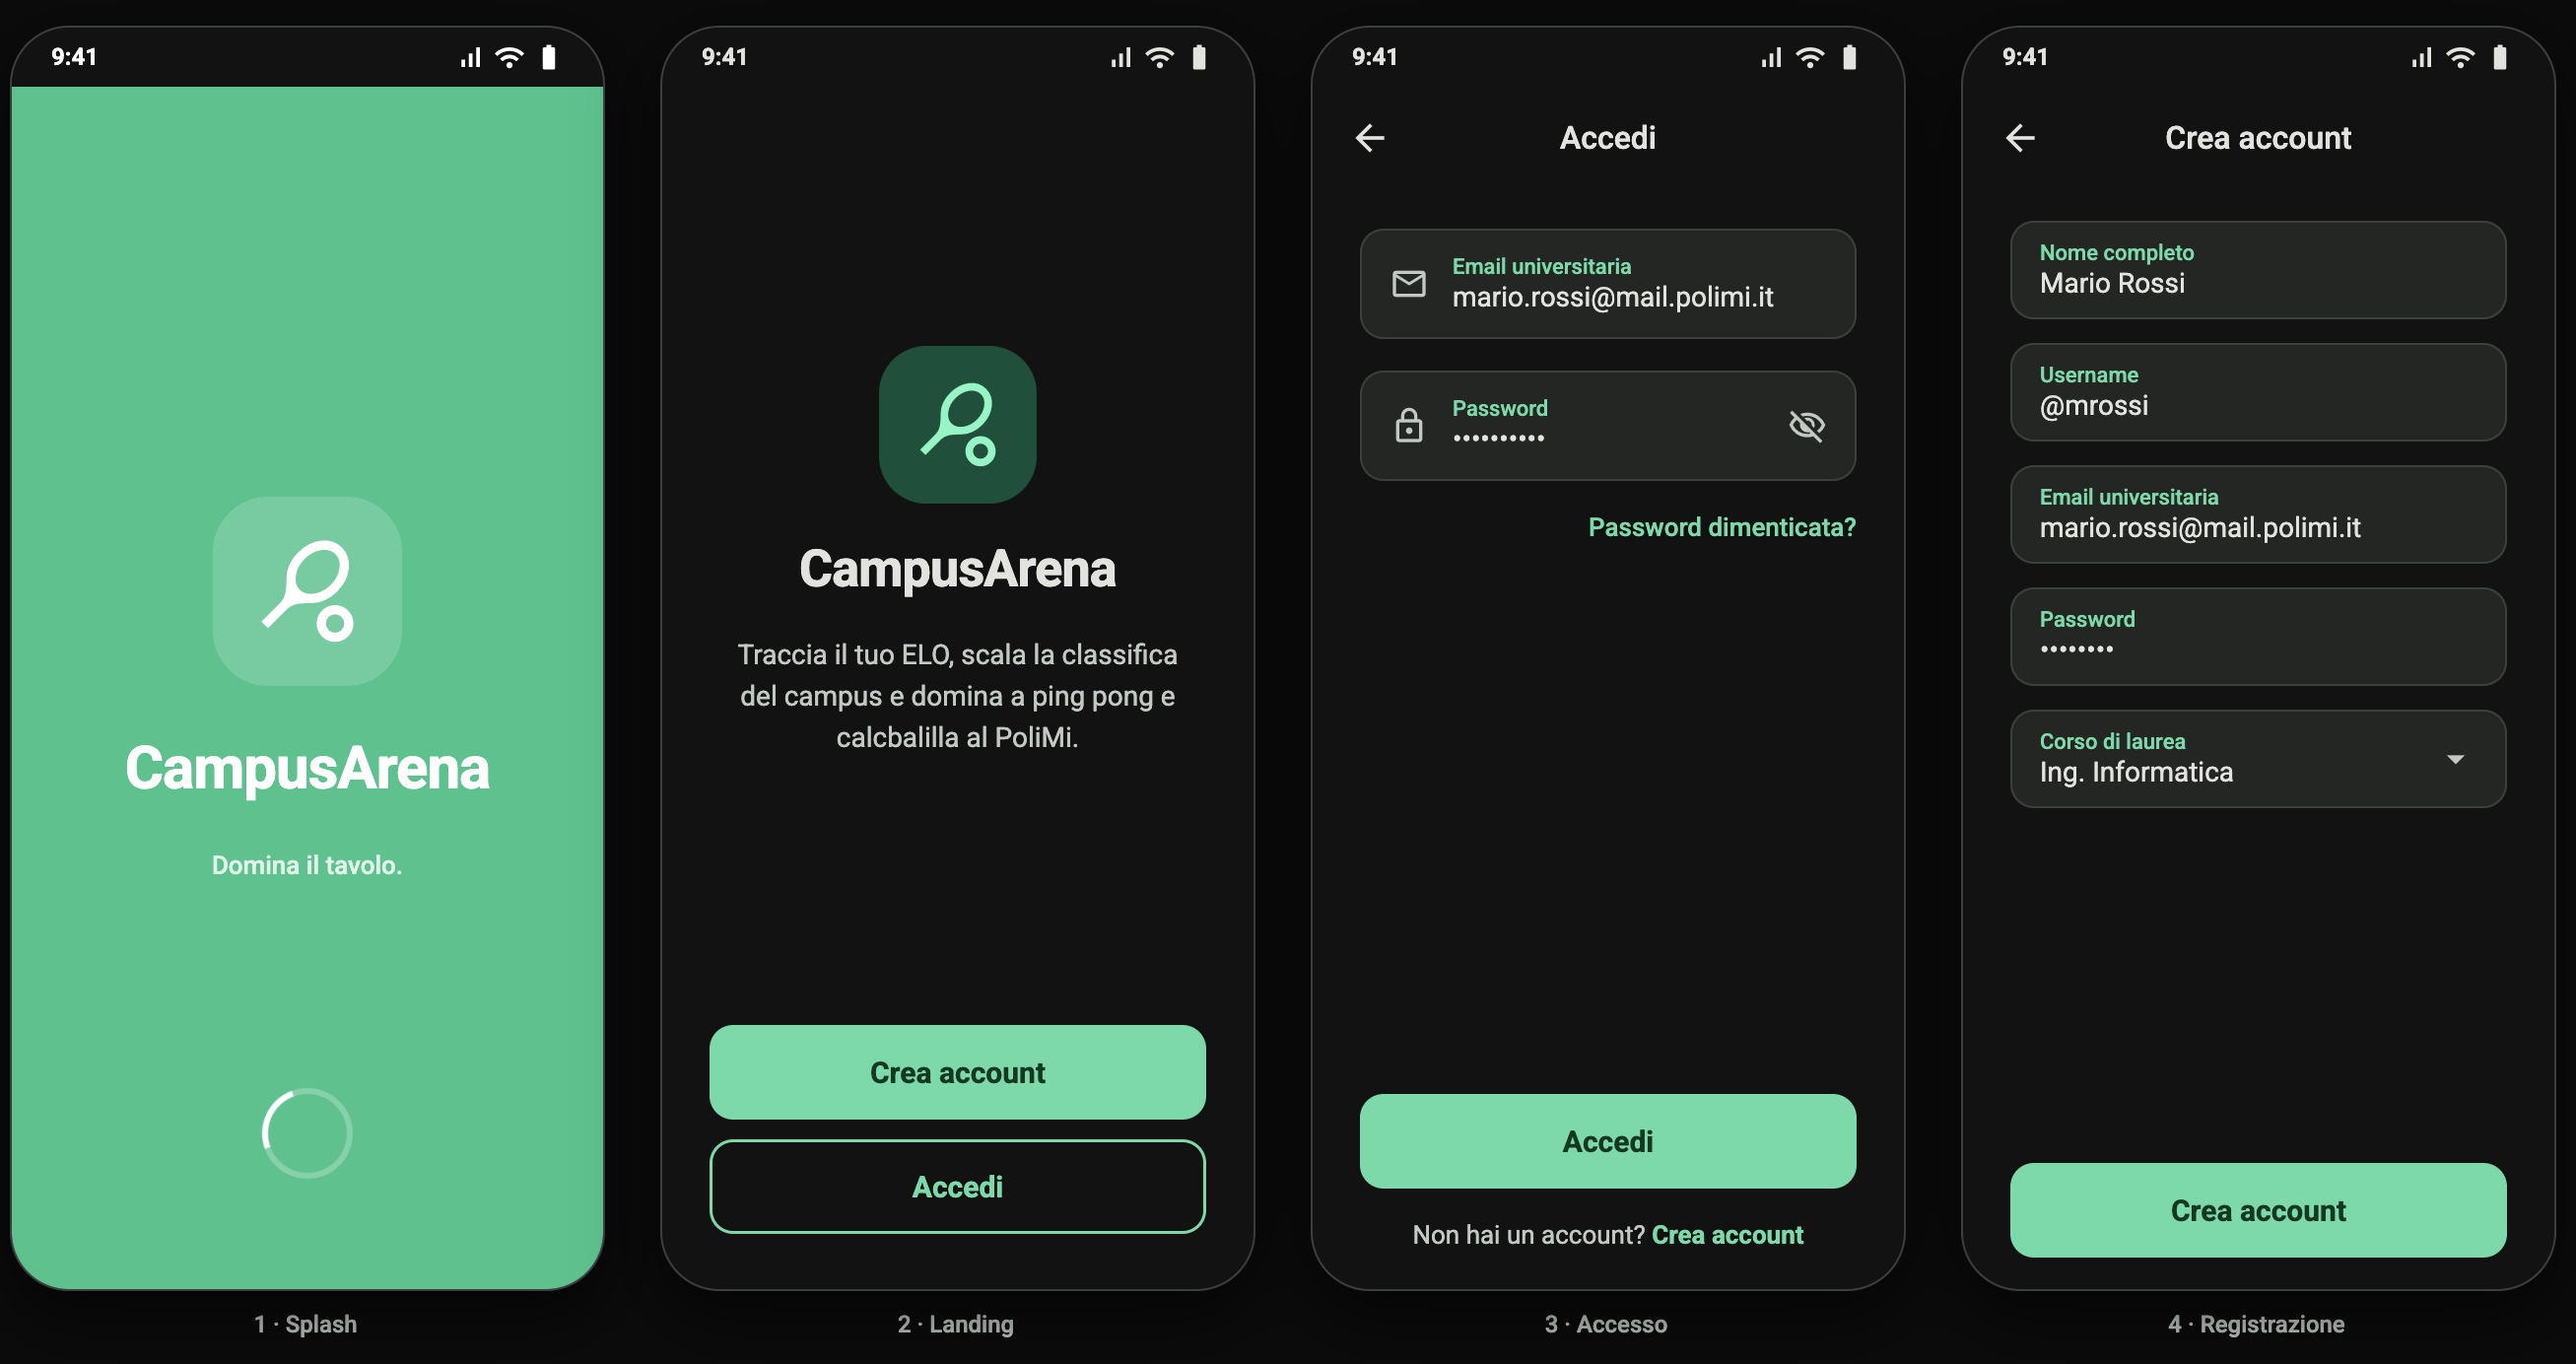 9:41
CampusArena
Domina il tavolo.
1 · Splash
9:41
CampusArena
Traccia il tuo ELO, scala la classifica
del campus e domina a ping pong e
calcbalilla al PoliMi.
Crea account
Accedi
2 · Landing
9:41
Accedi
Email universitaria
mario.rossi@mail.polimi.it
Password
••••••••••
Password dimenticata?
Accedi
Non hai un account? Crea account
3 · Accesso
9:41
Crea account
Nome completo
Mario Rossi
Username
@mrossi
Email universitaria
mario.rossi@mail.polimi.it
Password
••••••••
Corso di laurea
Ing. Informatica
Crea account
4 · Registrazione